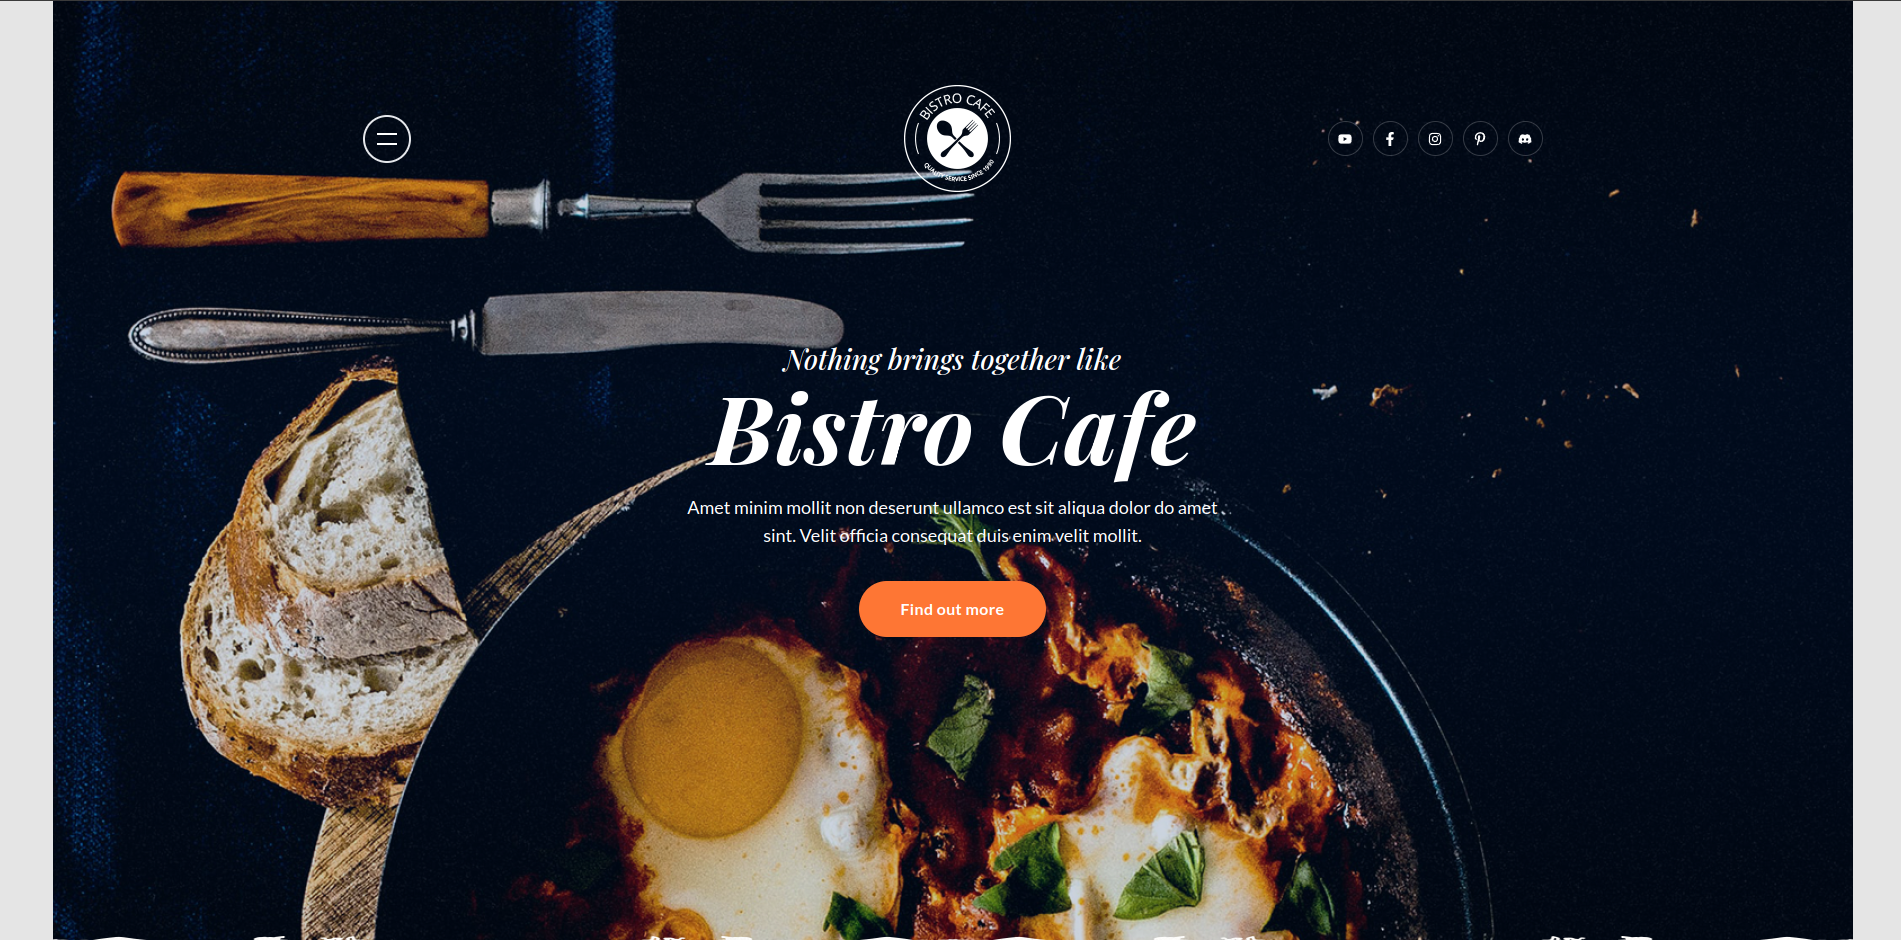 BISTRO CAFE
QUALITY SERVICE SINCE 1990
Nothing brings together like
Bistro Cafe
Amet minim mollit non deserunt ullamco est sit aliqua dolor do amet
sint. Velit officia consequat duis enim velit mollit.
Find out more